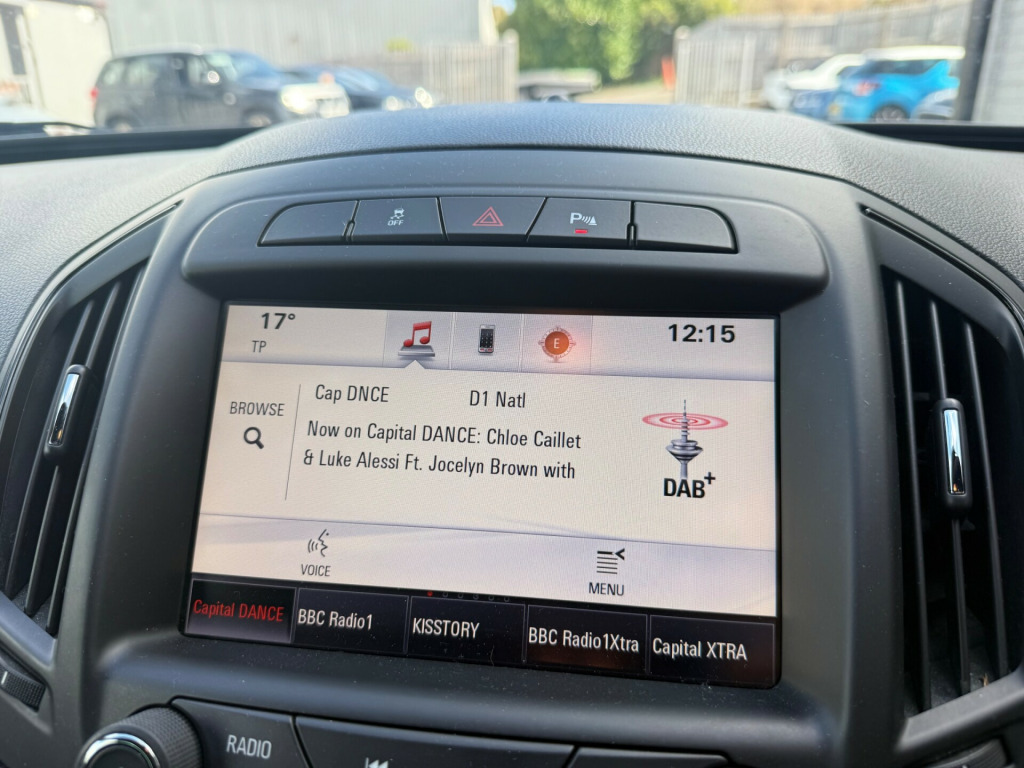 OFF
P
17°
TP
E
12:15
BROWSE
Cap DNCE D1 Natl
Now on Capital DANCE: Chloe Caillet
& Luke Alessi Ft. Jocelyn Brown with
DAB+
VOICE
MENU
Capital DANCE
BBC Radio1
KISSTORY
BBC Radio1Xtra
Capital XTRA
RADIO